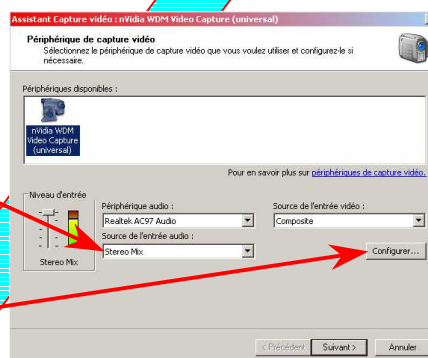 Assistant Capture vidéo : nVidia WDM Video Capture (universal)
Périphérique de capture vidéo
Sélectionnez le périphérique de capture vidéo que vous voulez utiliser et configurez-le si
nécessaire.
Périphériques disponibles :
nVidia WDM
Video Capture
(universal)
Pour en savoir plus sur périphériques de capture vidéo.
Niveau d'entrée
Périphérique audio :
Source de l'entrée vidéo :
Realtek AC97 Audio
Composite
Source de l'entrée audio :
Stereo Mix
Configurer...
Stereo Mix
< Précédent
Suivant >
Annuler